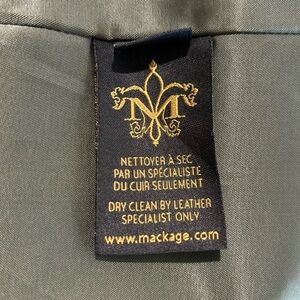 M
NETTOYER À SEC
PAR UN SPÉCIALISTE
DU CUIR SEULEMENT
DRY CLEAN BY LEATHER
SPECIALIST ONLY
www.mackage.com